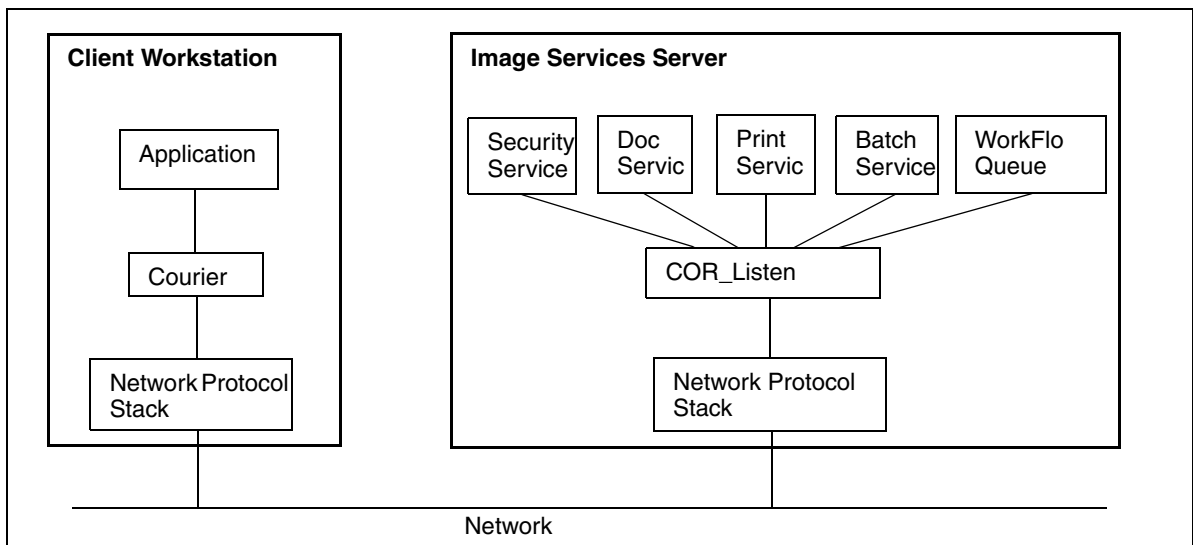 Client Workstation
Application
Courier
Network Protocol
Stack
Image Services Server
Security
Service
Doc
Servic
Print
Servic
Batch
Service
WorkFlo
Queue
COR_Listen
Network Protocol
Stack
Network